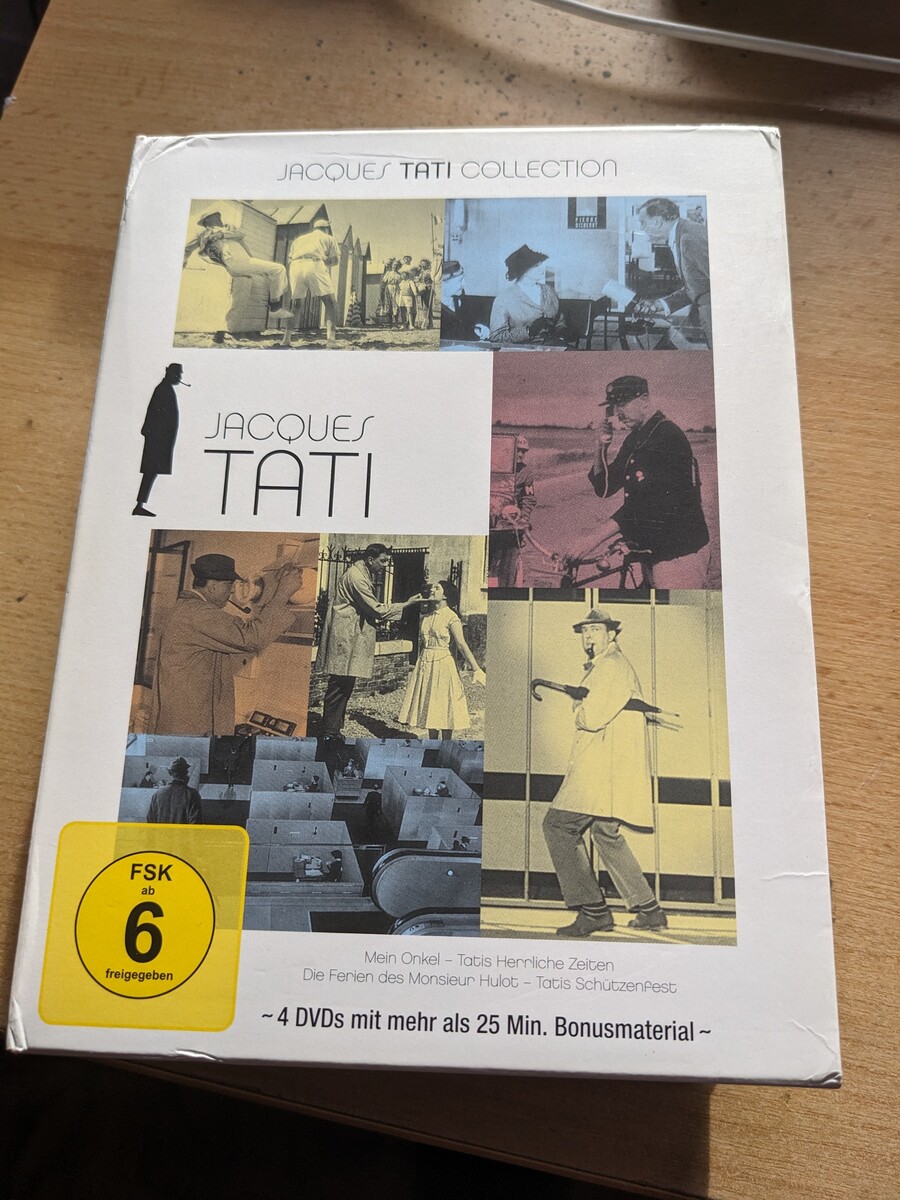 JACQUES TATI COLLECTION
PIERRE
JACQUES
TATI
FSK
ab
6
freigegeben
Mein Onkel – Tatis Herrliche Zeiten
Die Ferien des Monsieur Hulot – Tatis Schützenfest
~ 4 DVDs mit mehr als 25 Min. Bonusmaterial ~